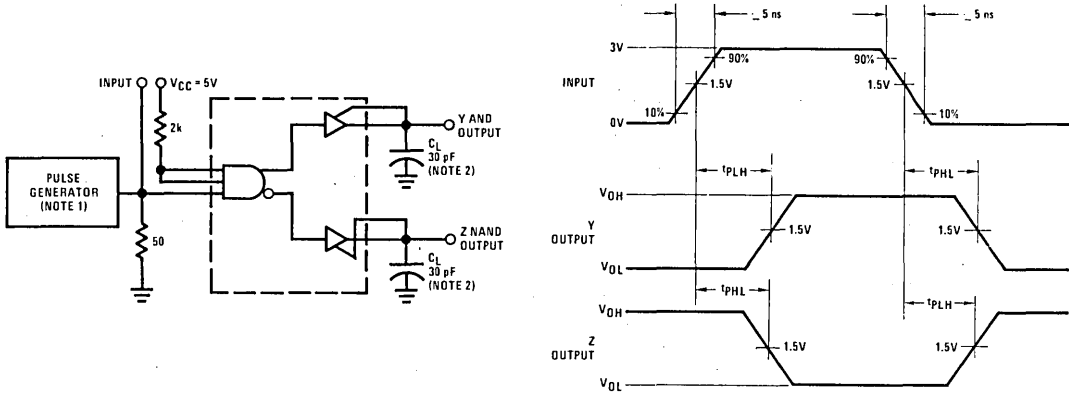 INPUT
VCC = 5V
2k
PULSE
GENERATOR
(NOTE 1)
50
Y AND
OUTPUT
CL
30 pF
(NOTE 2)
Z NAND
OUTPUT
CL
30 pF
(NOTE 2)
5 ns
5 ns
3V
90%
90%
INPUT
1.5V
1.5V
10%
10%
0V
tPLH
tPHL
VOH
Y
OUTPUT
1.5V
1.5V
VOL
tPHL
tPLH
VOH
Z
OUTPUT
1.5V
1.5V
VOL